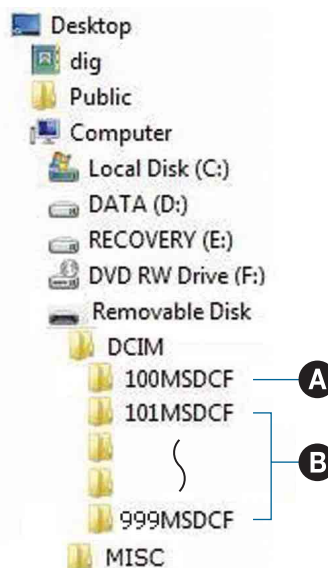 Desktop
dig
Public
Computer
Local Disk (C:)
DATA (D:)
RECOVERY (E:)
DVD RW Drive (F:)
Removable Disk
DCIM
100MSDCF A
101MSDCF
B
999MSDCF
MISC